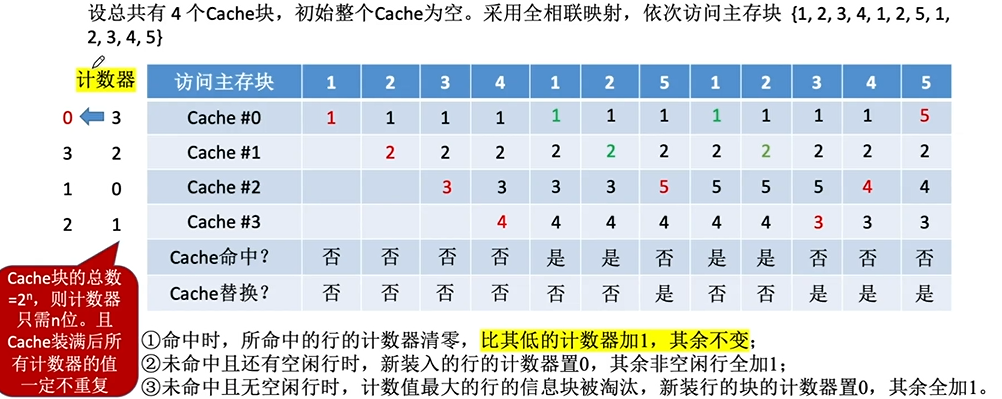 设总共有 4 个Cache块，初始整个Cache为空。采用全相联映射，依次访问主存块 {1, 2, 3, 4, 1, 2, 5, 1,
2, 3, 4, 5}
计数器 访问主存块 1 2 3 4 1 2 5 1 2 3 4 5
0 3 Cache #0 1 1 1 1 1 1 1 1 1 1 1 5
3 2 Cache #1 2 2 2 2 2 2 2 2 2 2 2
1 0 Cache #2 3 3 3 3 5 5 5 5 4 4
2 1 Cache #3 4 4 4 4 4 4 3 3 3
Cache命中？ 否 否 否 否 是 是 否 是 是 否 否 否
Cache替换？ 否 否 否 否 否 否 是 否 否 是 是 是
Cache块的总数
=2ⁿ，则计数器
只需n位。且
Cache装满后所
有计数器的值
一定不重复
①命中时，所命中的行的计数器清零，比其低的计数器加1，其余不变；
②未命中且还有空闲行时，新装入的行的计数器置0，其余非空闲行全加1；
③未命中且无空闲行时，计数值最大的行的信息块被淘汰，新装行的块的计数器置0，其余全加1。